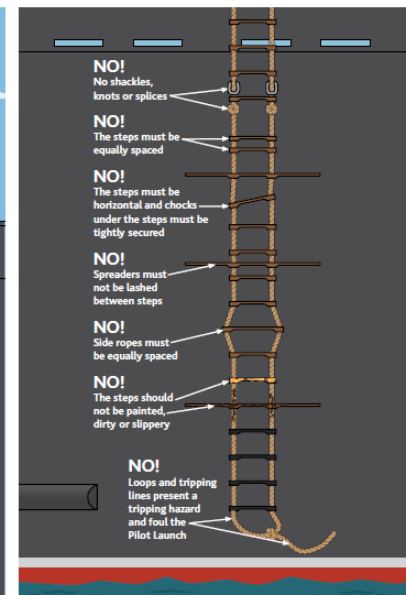 NO!
No shackles,
knots or splices
NO!
The steps must be
equally spaced
NO!
The steps must be
horizontal and chocks
under the steps must be
tightly secured
NO!
Spreaders must
not be lashed
between steps
NO!
Side ropes must
be equally spaced
NO!
The steps should
not be painted,
dirty or slippery
NO!
Loops and tripping
lines present a
tripping hazard
and foul the
Pilot Launch